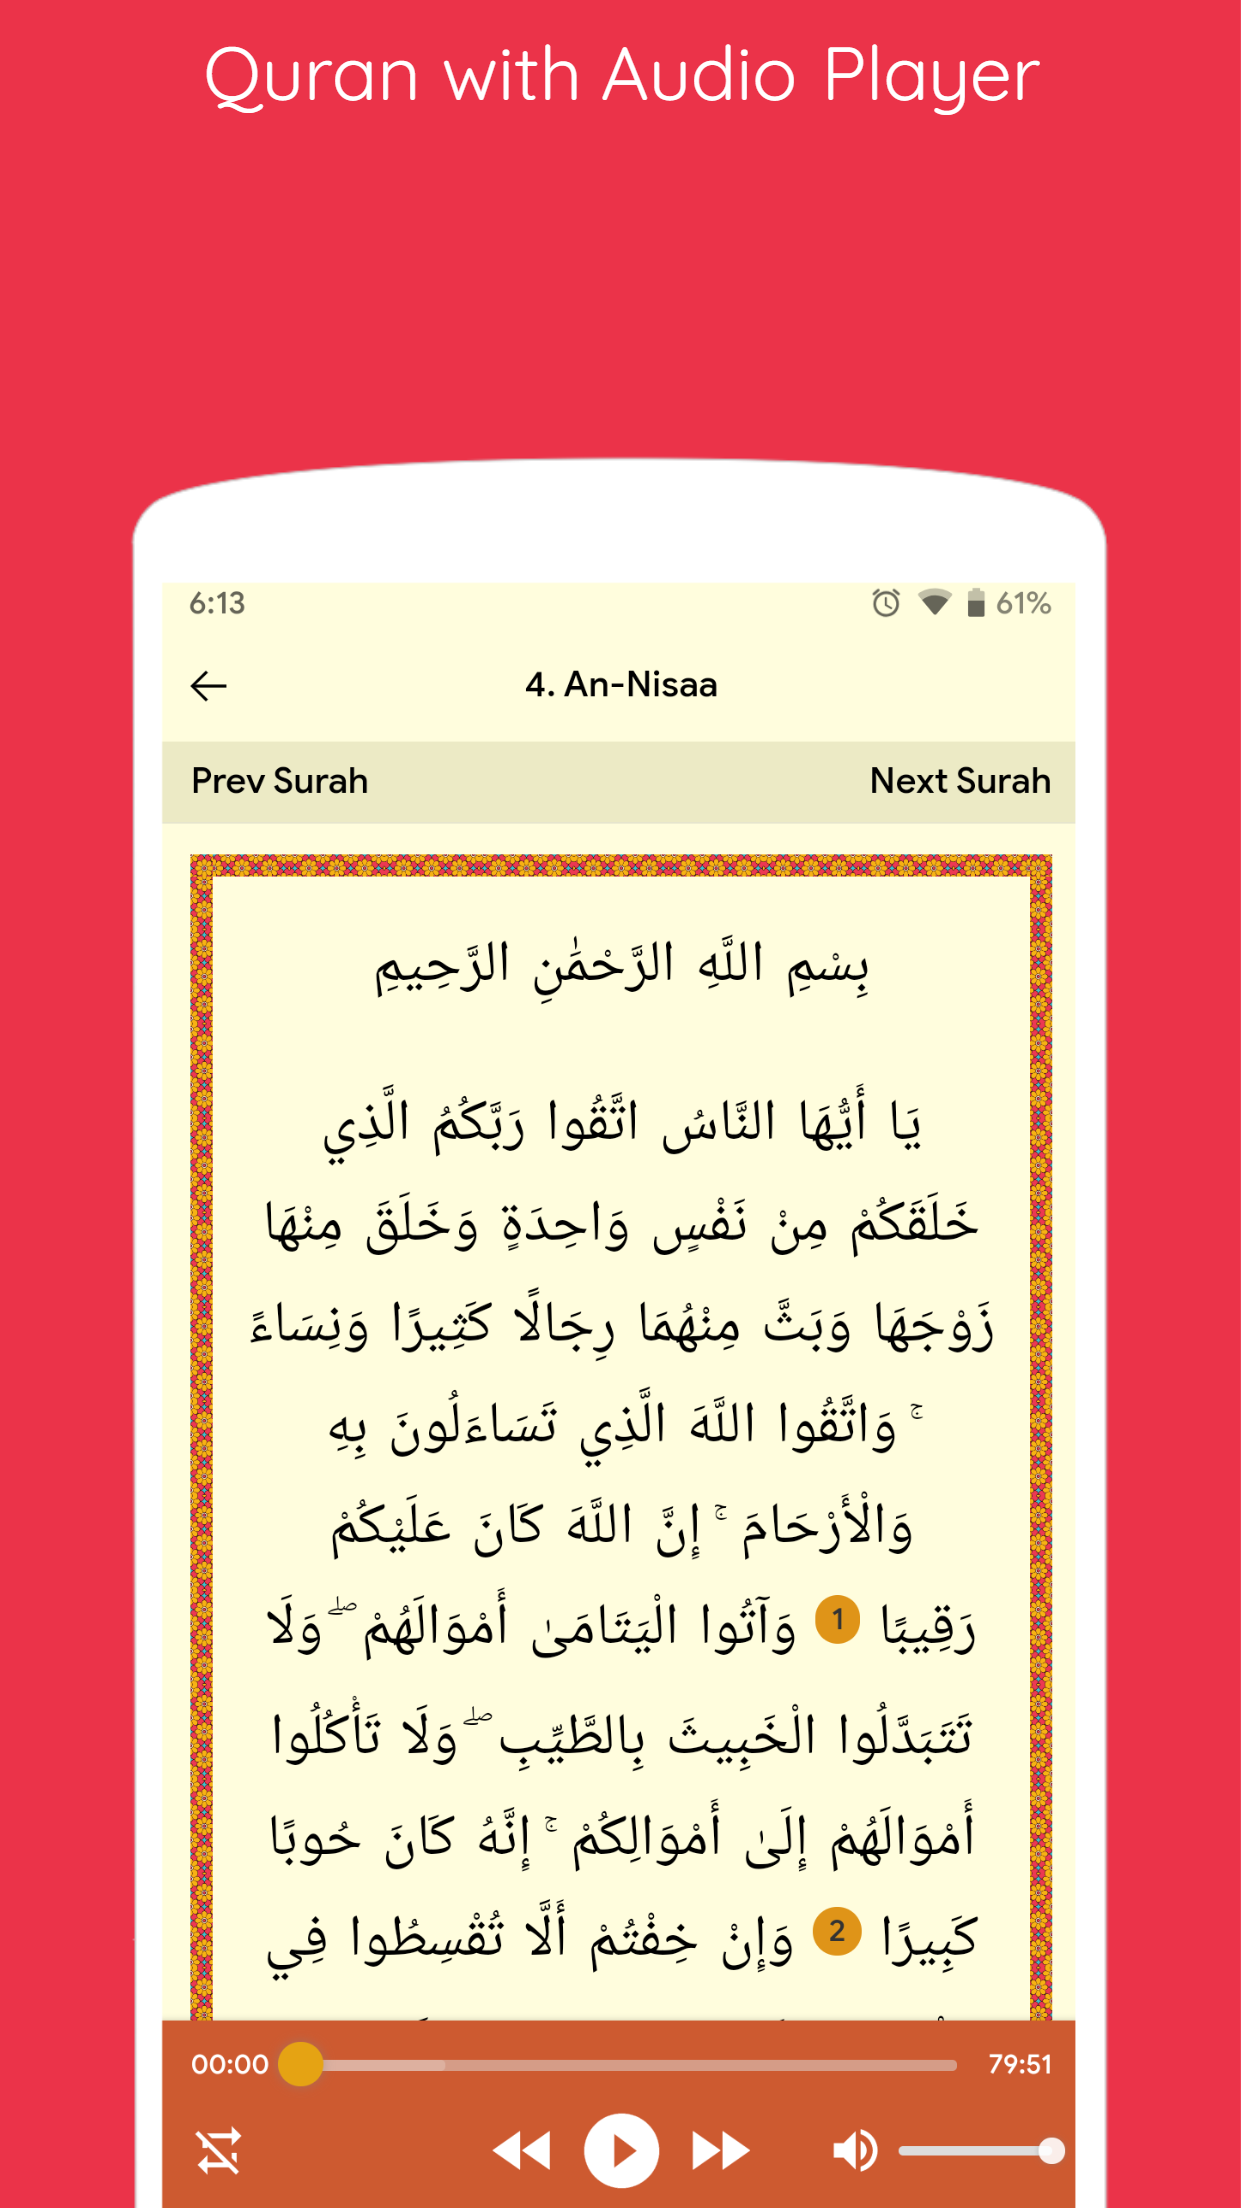 Quran with Audio Player
6:13 61%
4. An-Nisaa
Prev Surah Next Surah
بِسْمِ اللَّهِ الرَّحْمَٰنِ الرَّحِيمِ
يَا أَيُّهَا النَّاسُ اتَّقُوا رَبَّكُمُ الَّذِي
خَلَقَكُمْ مِنْ نَفْسٍ وَاحِدَةٍ وَخَلَقَ مِنْهَا
زَوْجَهَا وَبَثَّ مِنْهُمَا رِجَالًا كَثِيرًا وَنِسَاءً
ۚ وَاتَّقُوا اللَّهَ الَّذِي تَسَاءَلُونَ بِهِ
وَالْأَرْحَامَ ۚ إِنَّ اللَّهَ كَانَ عَلَيْكُمْ
رَقِيبًا 1 وَآتُوا الْيَتَامَىٰ أَمْوَالَهُمْ ۖ وَلَا
تَتَبَدَّلُوا الْخَبِيثَ بِالطَّيِّبِ ۖ وَلَا تَأْكُلُوا
أَمْوَالَهُمْ إِلَىٰ أَمْوَالِكُمْ ۚ إِنَّهُ كَانَ حُوبًا
كَبِيرًا 2 وَإِنْ خِفْتُمْ أَلَّا تُقْسِطُوا فِي
00:00 79:51